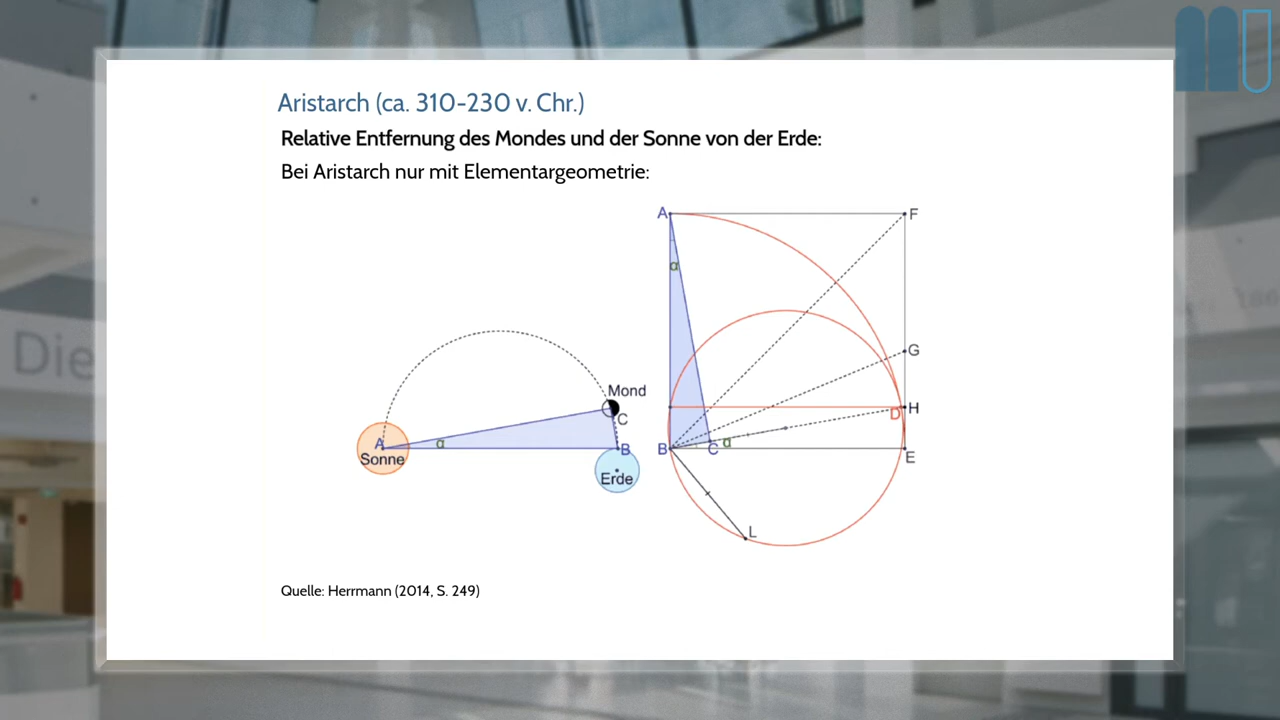 Aristarch (ca. 310-230 v. Chr.)
Relative Entfernung des Mondes und der Sonne von der Erde:
Bei Aristarch nur mit Elementargeometrie:
A
F
α
G
Mond
C
H
D
A
α
B
B
C
α
E
Sonne
Erde
L
Quelle: Herrmann (2014, S. 249)
Die